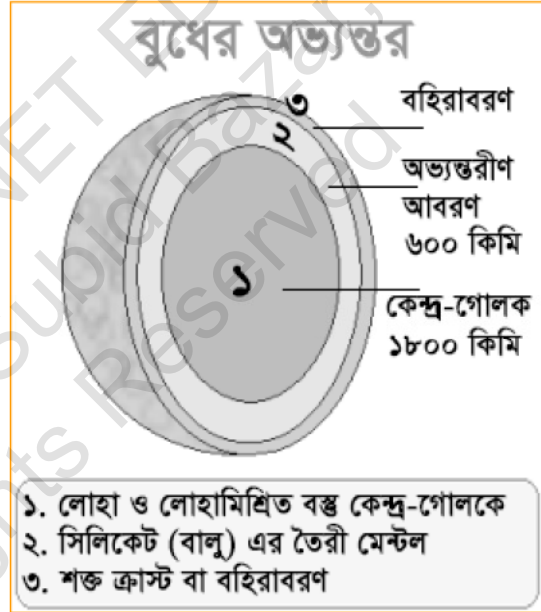 বুধের অভ্যন্তর
৩
২
বহিরাবরণ
অভ্যন্তরীণ
আবরণ
৬০০ কিমি
১
কেন্দ্র-গোলক
১৮০০ কিমি
১. লোহা ও লোহামিশ্রিত বস্তু কেন্দ্র-গোলকে
২. সিলিকেট (বালু) এর তৈরী মেন্টল
৩. শক্ত ক্রাস্ট বা বহিরাবরণ